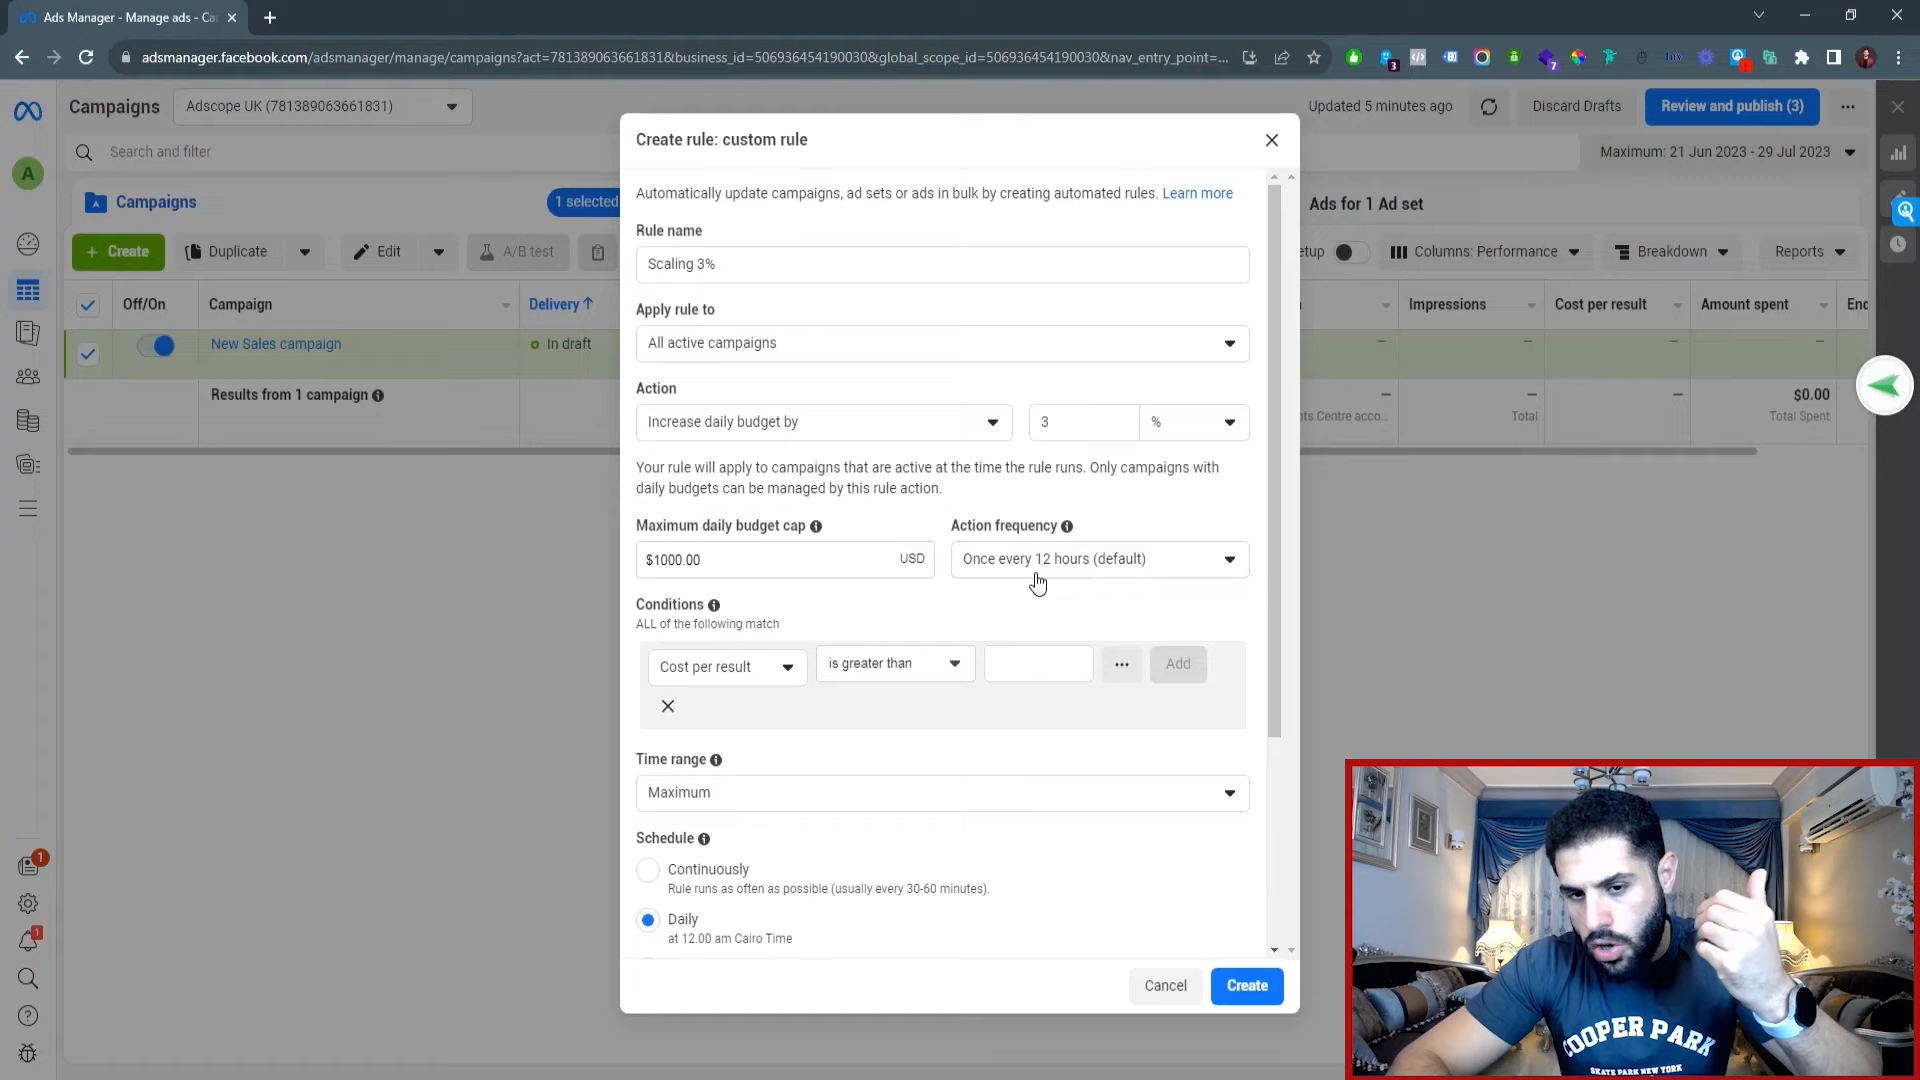 Ads Manager - Manage ads - Ca
adsmanager.facebook.com/adsmanager/manage/campaigns?act=781389063661831&business_id=506936454190030&global_scope_id=506936454190030&nav_entry_point=...
3
7
Campaigns
Adscope UK (781389063661831)
Updated 5 minutes ago
Discard Drafts
Review and publish (3)
A
Search and filter
Maximum: 21 Jun 2023 - 29 Jul 2023
Campaigns
1 selected
Ads for 1 Ad set
+ Create
Duplicate
Edit
A/B test
etup
Columns: Performance
Breakdown
Reports
Off/On
Campaign
Delivery ↑
Impressions
Cost per result
Amount spent
New Sales campaign
In draft
Results from 1 campaign
Total
$0.00
Total Spent
Create rule: custom rule
Automatically update campaigns, ad sets or ads in bulk by creating automated rules. Learn more
Rule name
Scaling 3%
Apply rule to
All active campaigns
Action
Increase daily budget by
3
%
Your rule will apply to campaigns that are active at the time the rule runs. Only campaigns with
daily budgets can be managed by this rule action.
Maximum daily budget cap
Action frequency
$1000.00
USD
Once every 12 hours (default)
Conditions
ALL of the following match
Cost per result
is greater than
Add
Time range
Maximum
Schedule
Continuously
Rule runs as often as possible (usually every 30-60 minutes).
Daily
at 12.00 am Cairo Time
Cancel
Create
1
1
COOPER PARK
SKATE PARK NEW YORK